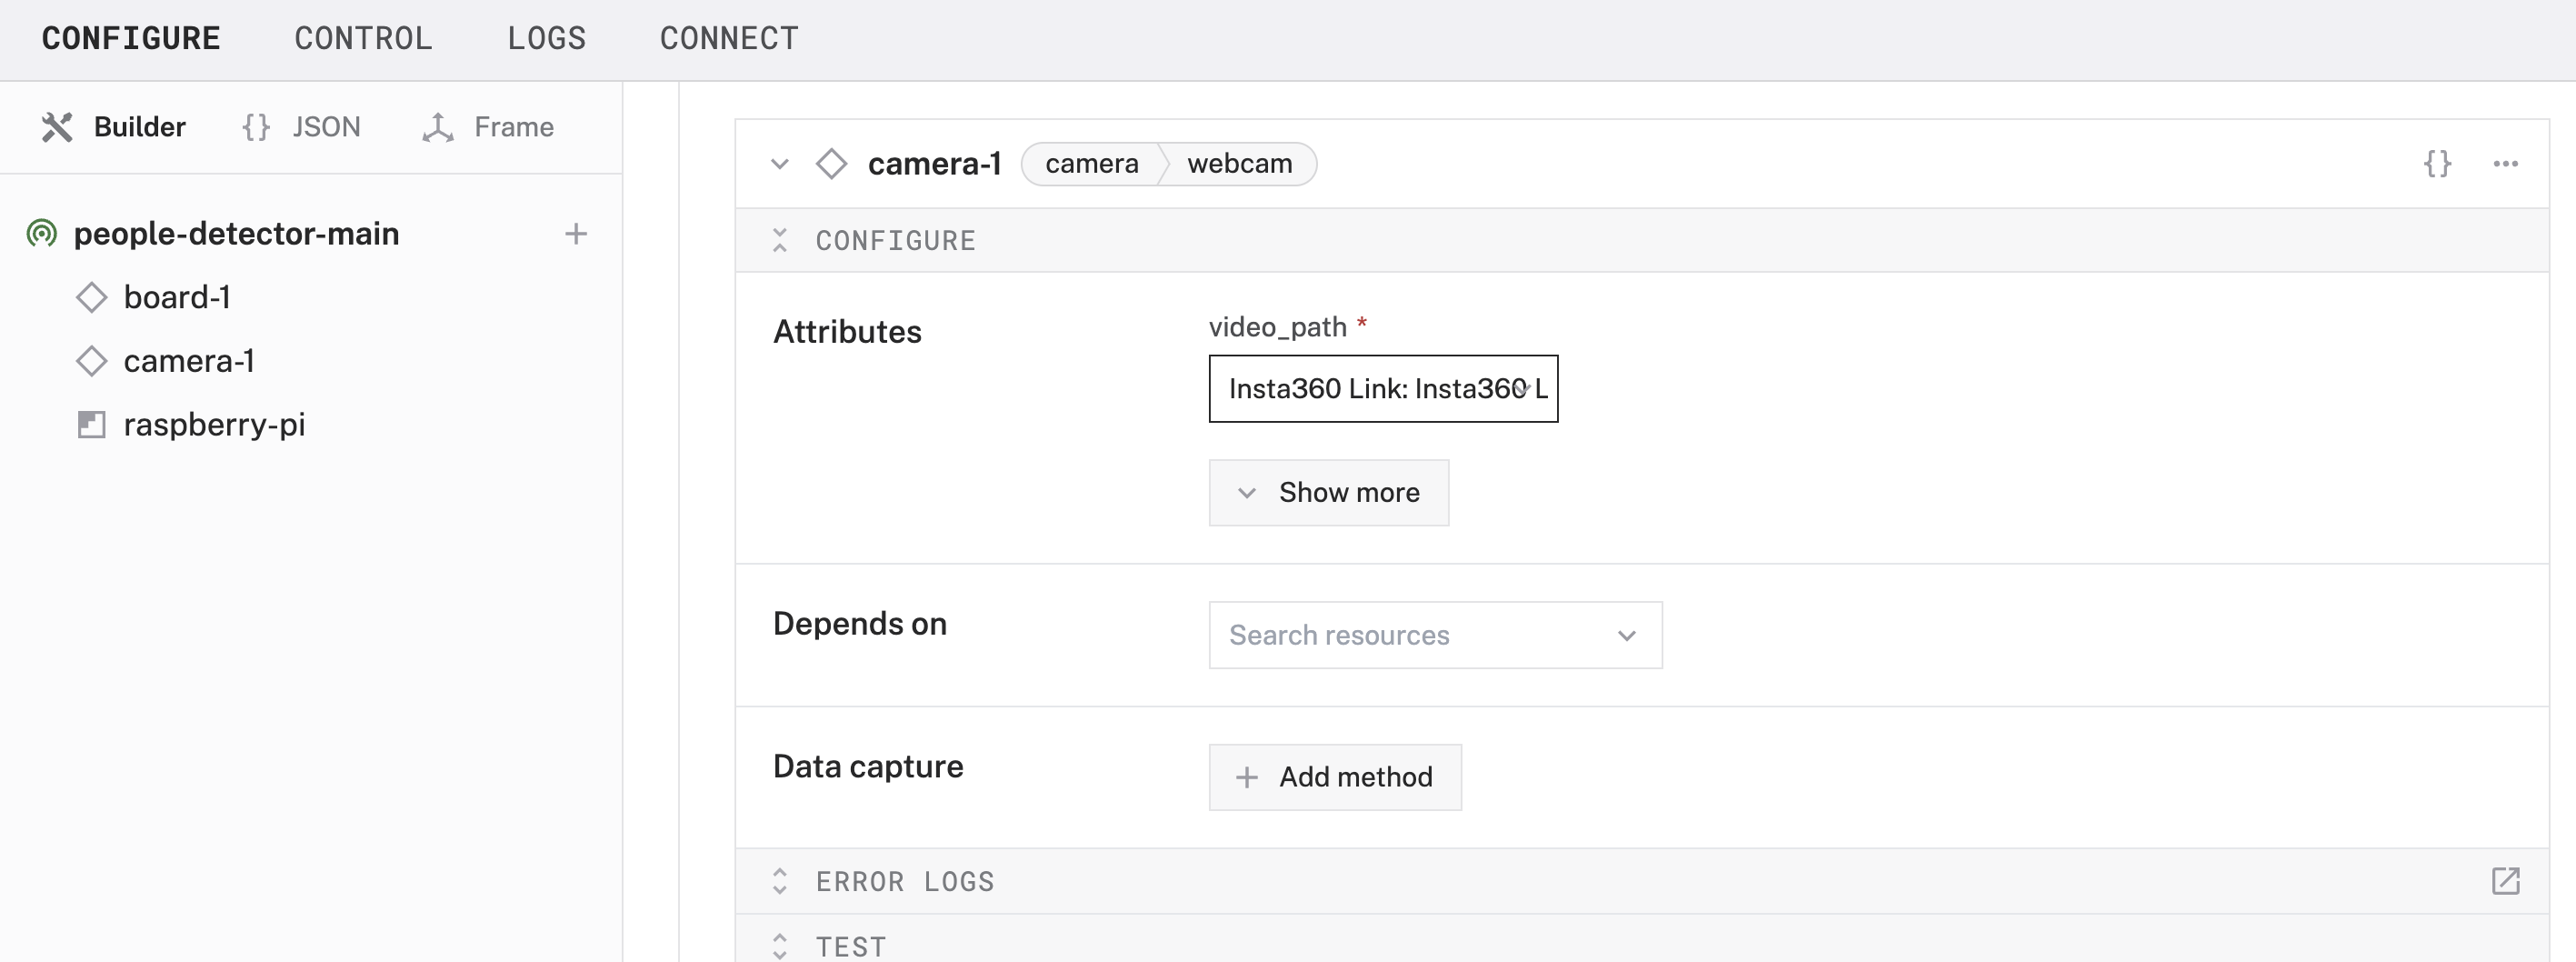 CONFIGURE CONTROL LOGS CONNECT
Builder {} JSON Frame
people-detector-main
board-1
camera-1
raspberry-pi
camera-1 camera webcam {} ...
CONFIGURE
Attributes
video_path *
Insta360 Link: Insta360 L
Show more
Depends on
Search resources
Data capture
Add method
ERROR LOGS
TEST